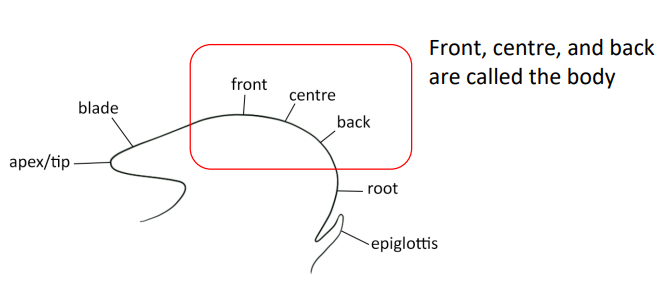 Front, centre, and back
are called the body
front
centre
blade
back
apex/tip
root
epiglottis